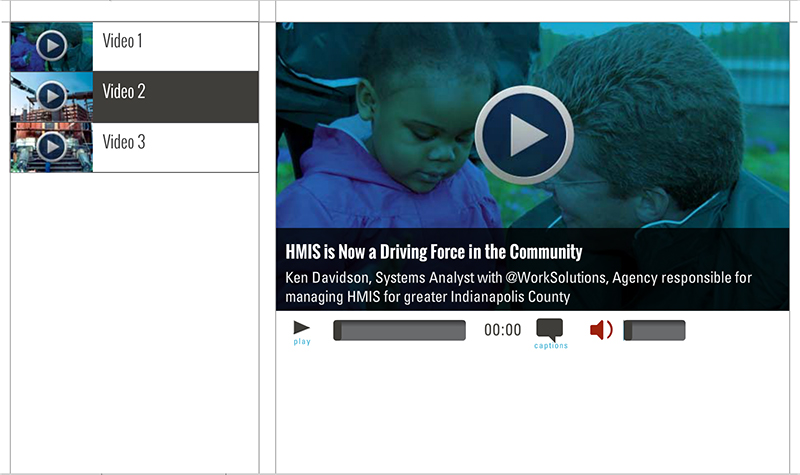 Video 1
Video 2
Video 3
HMIS is Now a Driving Force in the Community
Ken Davidson, Systems Analyst with @WorkSolutions, Agency responsible for
managing HMIS for greater Indianapolis County
play
00:00
captions